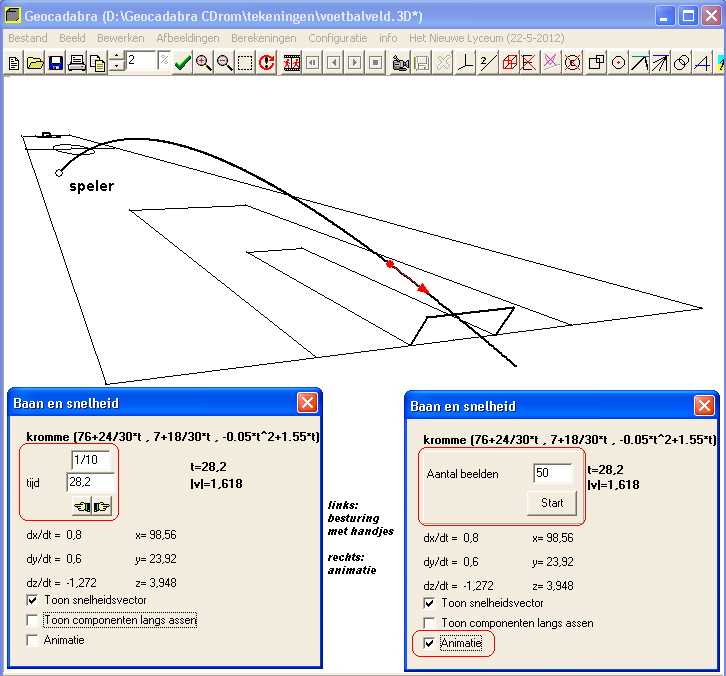 Geocadabra (D:\Geocadabra CDrom\tekeningen\voetbalveld.3D*)
Bestand Beeld Bewerken Afbeeldingen Berekeningen Configuratie info Het Nieuwe Lyceum (22-5-2012)
2 %
speler
Baan en snelheid
kromme (76+24/30*t , 7+18/30*t , -0.05*t^2+1.55*t)
1/10
tijd 28,2
t=28,2
|v|=1,618
dx/dt = 0,8 x= 98,56
dy/dt = 0,6 y= 23,92
dz/dt = -1,272 z= 3,948
Toon snelheidsvector
Toon componenten langs assen
Animatie
links:
besturing
met handjes
rechts:
animatie
Baan en snelheid
kromme (76+24/30*t , 7+18/30*t , -0.05*t^2+1.55*t)
Aantal beelden 50
Start
t=28,2
|v|=1,618
dx/dt = 0,8 x= 98,56
dy/dt = 0,6 y= 23,92
dz/dt = -1,272 z= 3,948
Toon snelheidsvector
Toon componenten langs assen
Animatie